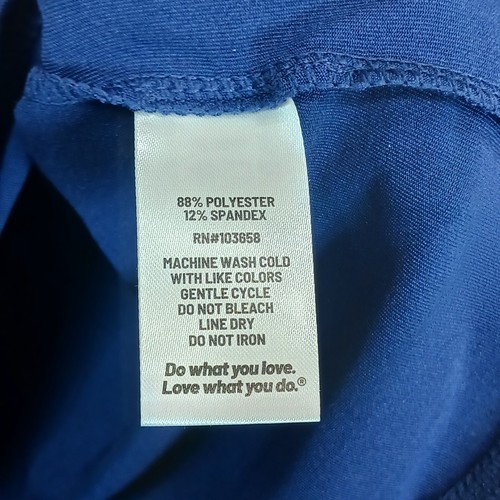 88% POLYESTER
12% SPANDEX
RN#103658
MACHINE WASH COLD
WITH LIKE COLORS
GENTLE CYCLE
DO NOT BLEACH
LINE DRY
DO NOT IRON
Do what you love.
Love what you do.®